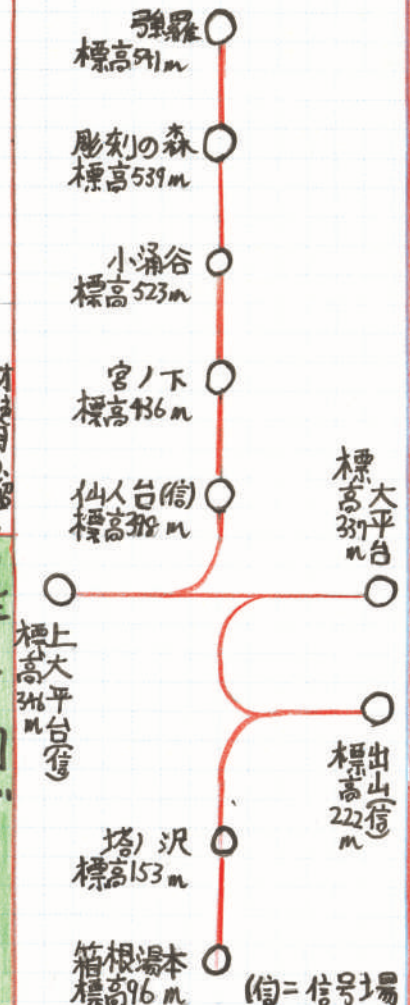 強羅
標高541m
彫刻の森
標高539m
小涌谷
標高523m
宮ノ下
標高436m
仙人台(信)
標高398m
大平台
標高337m
上大平台(信)
標高346m
出山(信)
標高222m
塔ノ沢
標高153m
箱根湯本
標高96m
(信)=信号場